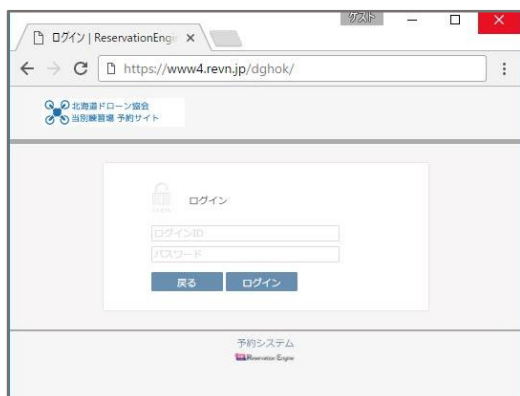 ゲスト
ログイン | ReservationEngi
https://www4.revn.jp/dghok/
北海道ドローン協会
当別練習場 予約サイト
ログイン
ログインID
パスワード
戻る ログイン
予約システム
Reservation Engine